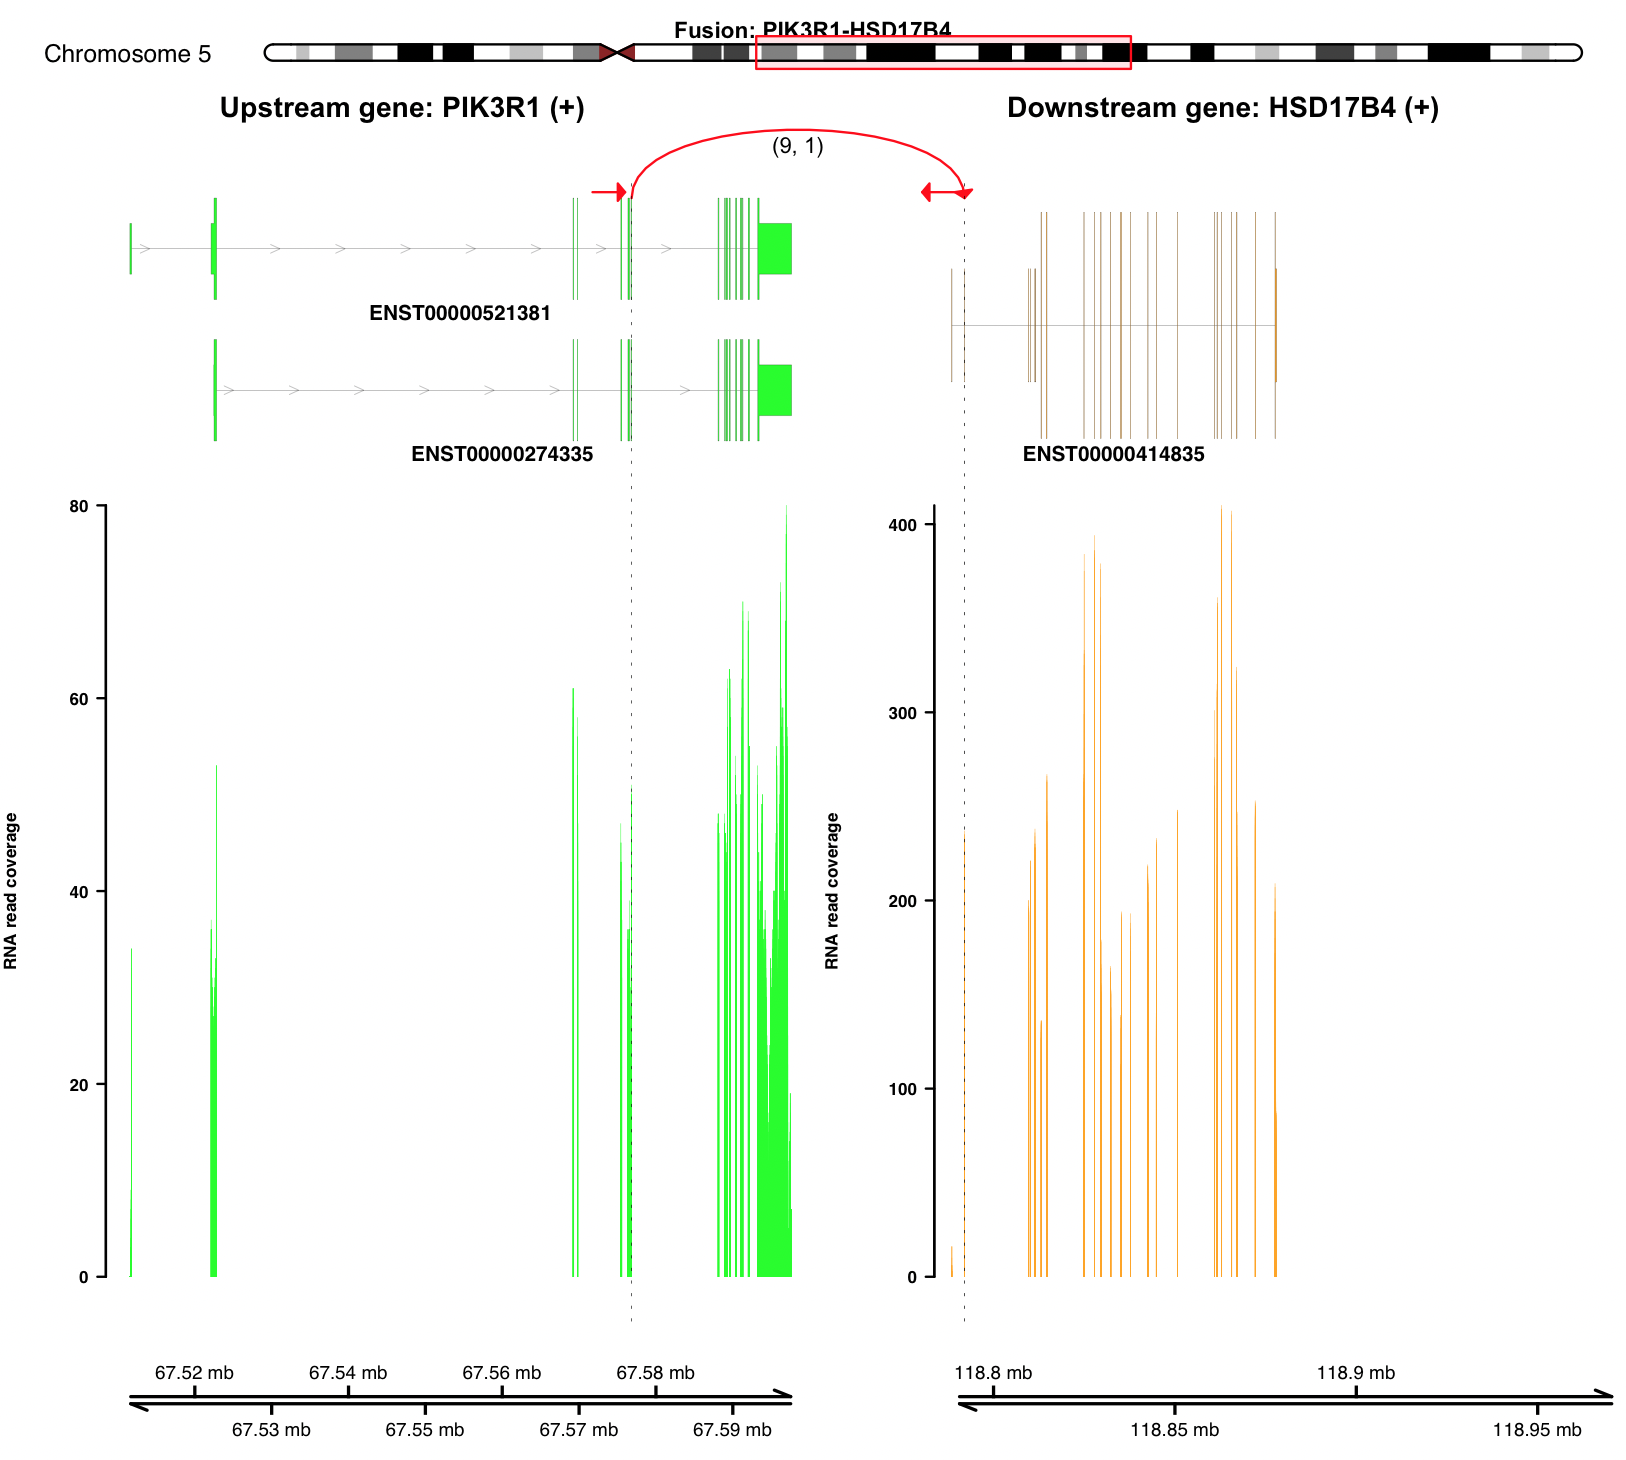 Fusion: PIK3R1-HSD17B4
Chromosome 5
Upstream gene: PIK3R1 (+)
Downstream gene: HSD17B4 (+)
(9, 1)
ENST00000521381
ENST00000274335
ENST00000414835
RNA read coverage
80
60
40
20
0
RNA read coverage
400
300
200
100
0
67.52 mb
67.54 mb
67.56 mb
67.58 mb
67.53 mb
67.55 mb
67.57 mb
67.59 mb
118.8 mb
118.9 mb
118.85 mb
118.95 mb